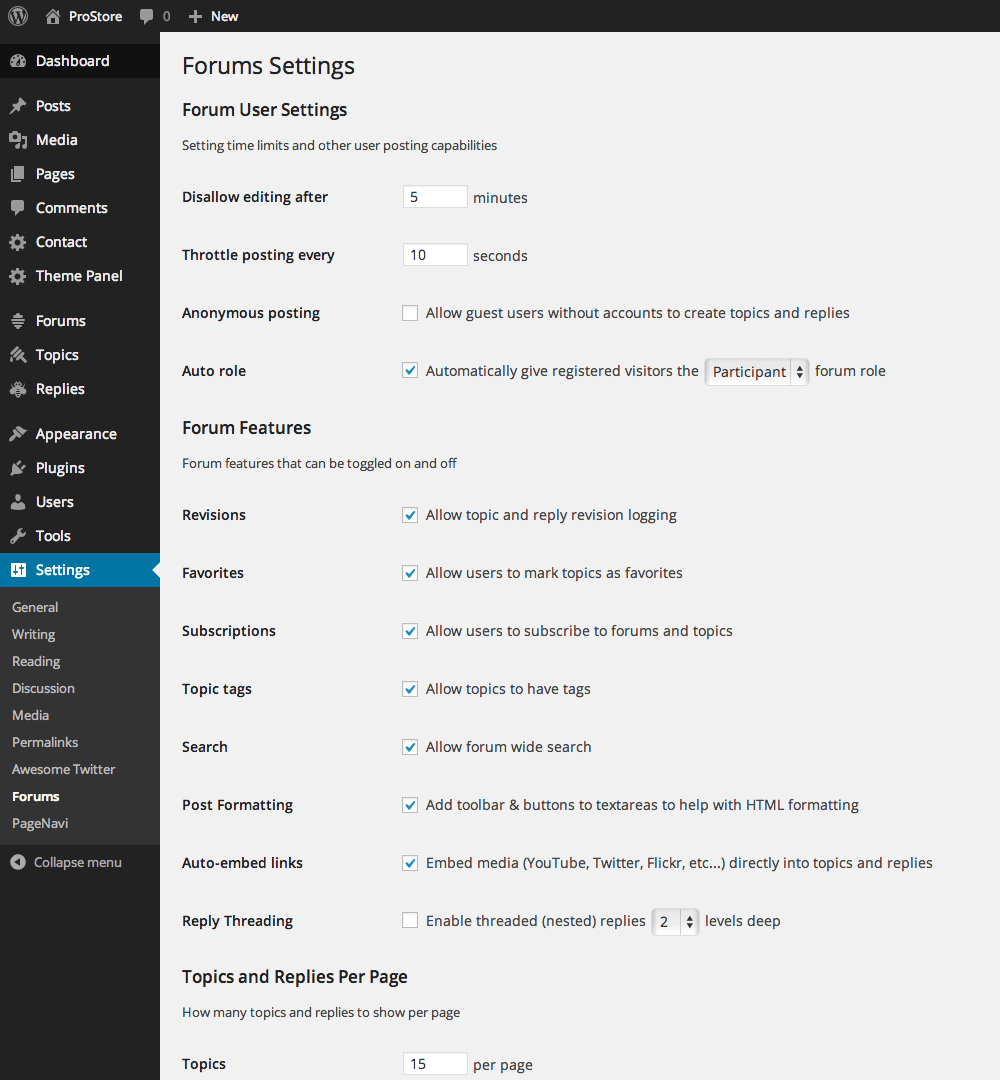 ProStore 0 New
Dashboard
Posts
Media
Pages
Comments
Contact
Theme Panel
Forums
Topics
Replies
Appearance
Plugins
Users
Tools
Settings
General
Writing
Reading
Discussion
Media
Permalinks
Awesome Twitter
Forums
PageNavi
Collapse menu
Forums Settings
Forum User Settings
Setting time limits and other user posting capabilities
Disallow editing after 5 minutes
Throttle posting every 10 seconds
Anonymous posting Allow guest users without accounts to create topics and replies
Auto role Automatically give registered visitors the Participant forum role
Forum Features
Forum features that can be toggled on and off
Revisions Allow topic and reply revision logging
Favorites Allow users to mark topics as favorites
Subscriptions Allow users to subscribe to forums and topics
Topic tags Allow topics to have tags
Search Allow forum wide search
Post Formatting Add toolbar & buttons to textareas to help with HTML formatting
Auto-embed links Embed media (YouTube, Twitter, Flickr, etc...) directly into topics and replies
Reply Threading Enable threaded (nested) replies 2 levels deep
Topics and Replies Per Page
How many topics and replies to show per page
Topics 15 per page